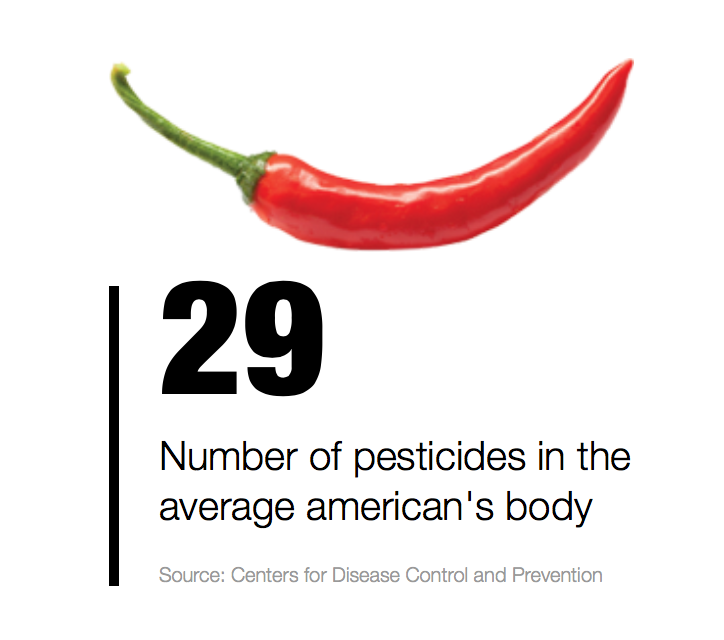 29
Number of pesticides in the
average american's body
Source: Centers for Disease Control and Prevention